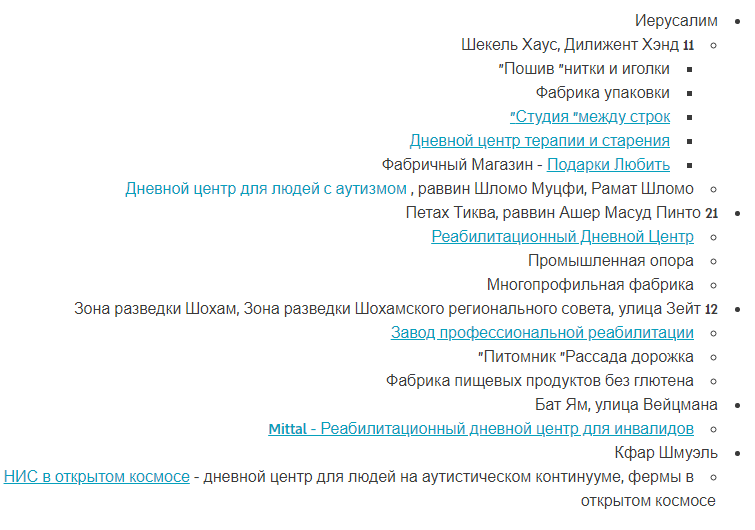 Иерусалим
Шекель Хаус, Дилижент Хэнд 11
"Пошив "нитки и иголки
Фабрика упаковки
"Студия "между строк
Дневной центр терапии и старения
Фабричный Магазин - Подарки Любить
Дневной центр для людей с аутизмом , раввин Шломо Муцфи, Рамат Шломо
Петах Тиква, раввин Ашер Масуд Пинто 21
Реабилитационный Дневной Центр
Промышленная опора
Многопрофильная фабрика
Зона разведки Шохам, Зона разведки Шохамского регионального совета, улица Зейт 12
Завод профессиональной реабилитации
"Питомник "Рассада дорожка
Фабрика пищевых продуктов без глютена
Бат Ям, улица Вейцмана
Mittal - Реабилитационный дневной центр для инвалидов
Кфар Шмуэль
НИС в открытом космосе - дневной центр для людей на аутистическом континууме, фермы в
открытом космосе